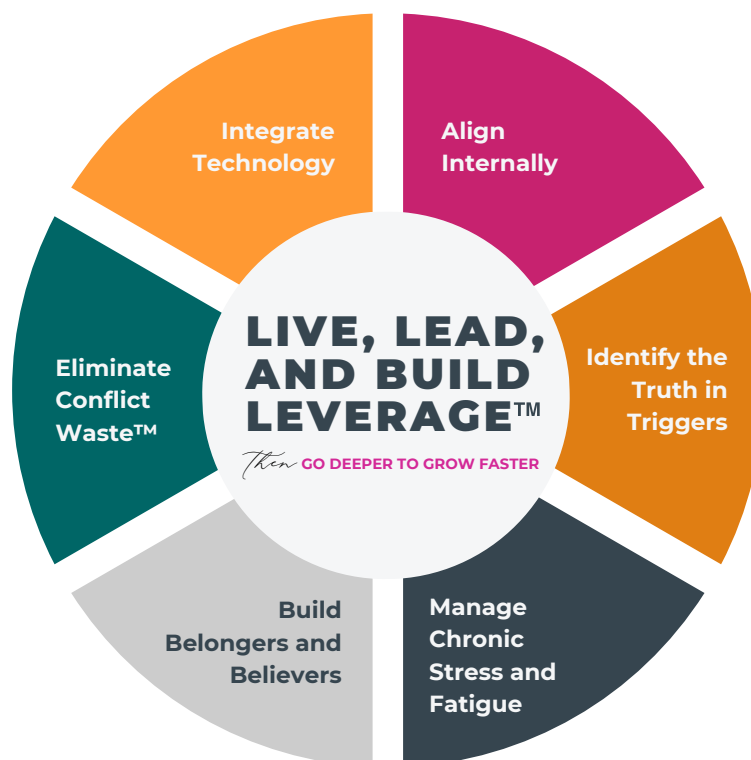 Integrate
Technology
Align
Internally
Identify the
Truth in
Triggers
Manage
Chronic
Stress and
Fatigue
Build
Belongers and
Believers
Eliminate
Conflict
Waste™
LIVE, LEAD,
AND BUILD
LEVERAGE™
Then GO DEEPER TO GROW FASTER